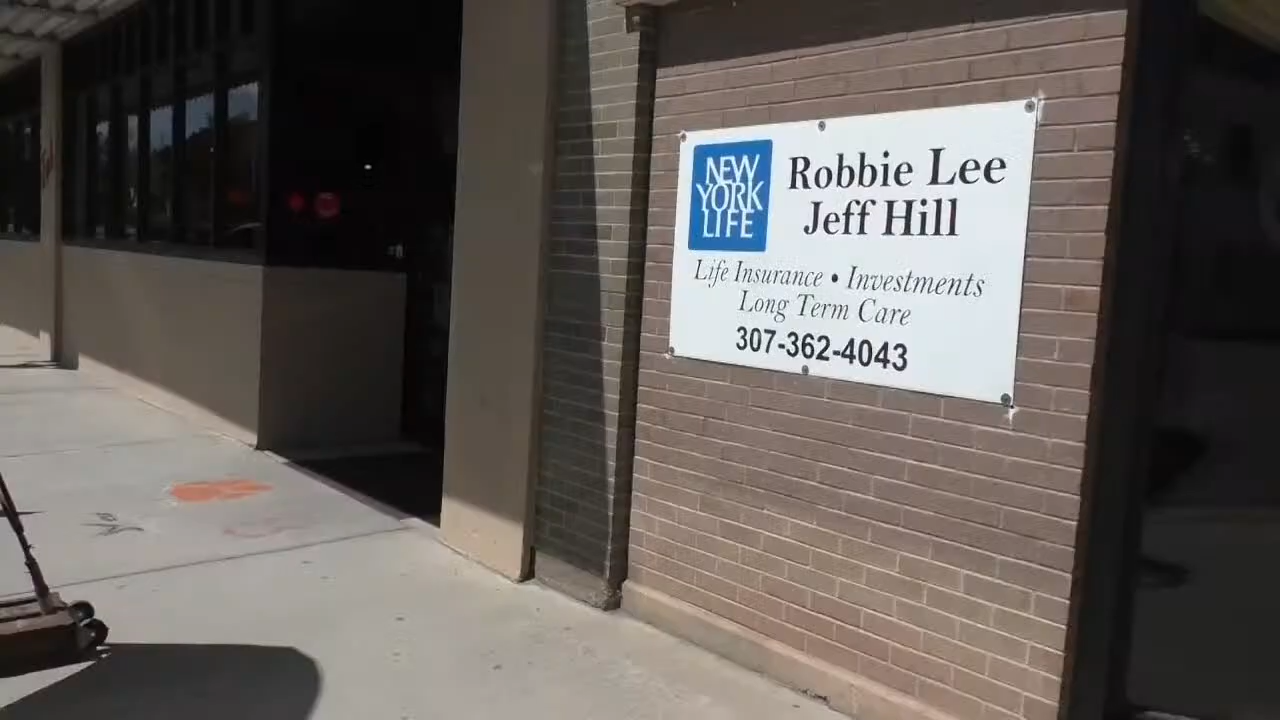 NEW
YORK
LIFE
Robbie Lee
Jeff Hill
Life Insurance • Investments
Long Term Care
307-362-4043